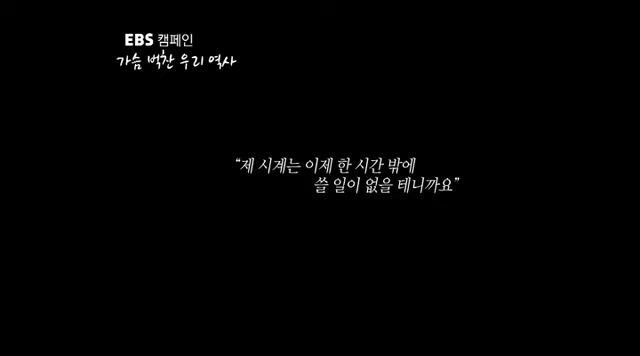 EBS 캠페인
가슴 벅찬 우리 역사
“제 시계는 이제 한 시간 밖에
쓸 일이 없을 테니까요”